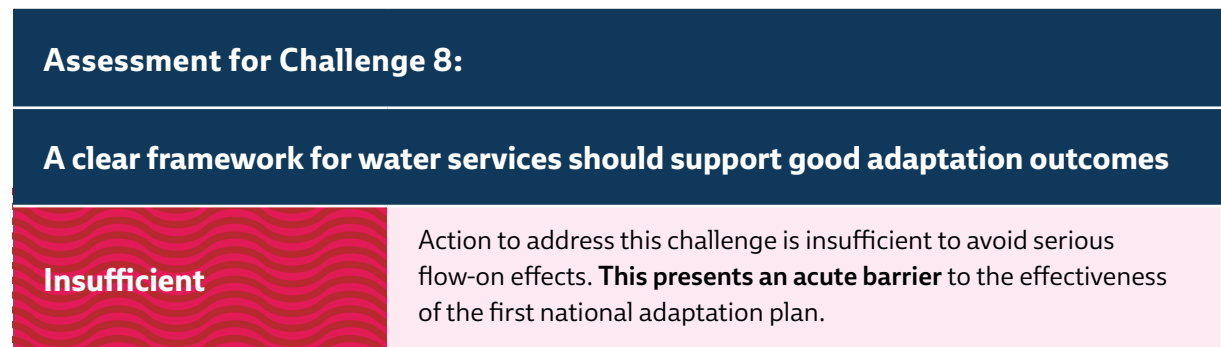 Assessment for Challenge 8:
A clear framework for water services should support good adaptation outcomes
Insufficient
Action to address this challenge is insufficient to avoid serious
flow-on effects. This presents an acute barrier to the effectiveness
of the first national adaptation plan.